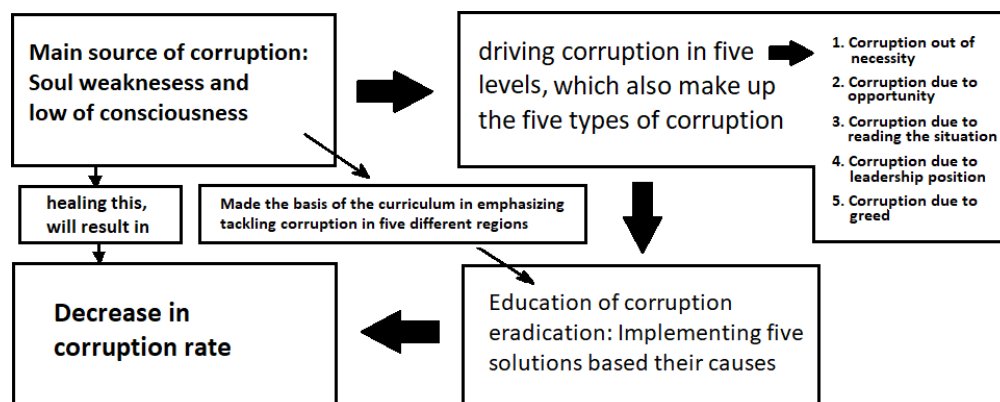 Main source of corruption:
Soul weaknesess and
low of consciousness
driving corruption in five
levels, which also make up
the five types of corruption
1. Corruption out of
necessity
2. Corruption due to
opportunity
3. Corruption due to
reading the situation
4. Corruption due to
leadership position
5. Corruption due to
greed
healing this,
will result in
Made the basis of the curriculum in emphasizing
tackling corruption in five different regions
Decrease in
corruption rate
Education of corruption
eradication: Implementing five
solutions based their causes